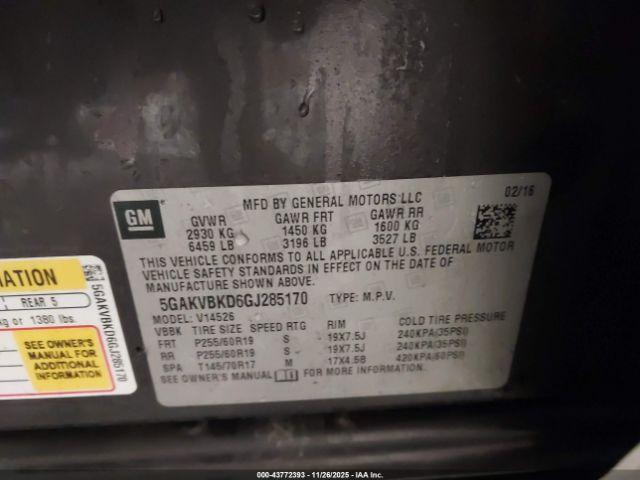 MFD BY GENERAL MOTORS LLC 02/16
GM
GVWR GAWR FRT GAWR RR
2930 KG 1450 KG 1600 KG
6459 LB 3196 LB 3527 LB
THIS VEHICLE CONFORMS TO ALL APPLICABLE U.S. FEDERAL MOTOR
VEHICLE SAFETY STANDARDS IN EFFECT ON THE DATE OF
MANUFACTURE SHOWN ABOVE.
5GAKVBKD6GJ285170 TYPE: M.P.V.
MODEL: V14526
VBBK TIRE SIZE SPEED RTG RIM COLD TIRE PRESSURE
FRT P255/60R19 S 19X7.5J 240KPA(35PSI)
RR P255/60R19 S 19X7.5J 240KPA(35PSI)
SPA T145/70R17 M 17X4.5B 420KPA(60PSI)
SEE OWNER'S MANUAL FOR MORE INFORMATION.
MATION
REAR 5
kg or 1380 lbs.
SEE OWNER'S
MANUAL FOR
ADDITIONAL
INFORMATION
5GAKVBKD6GJ285170
© 000-43772393 - 11/26/2025 - IAA Inc.